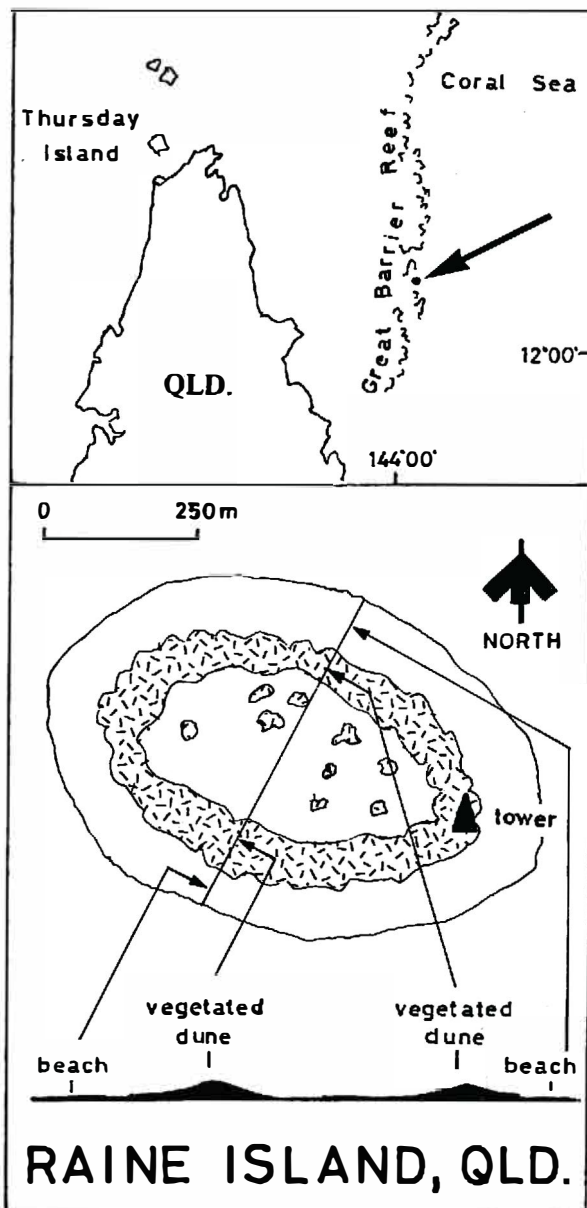 Coral Sea
Thursday
Island
Great Barrier Reef
12°00'
QLD.
144°00'
0 250m
NORTH
tower
vegetated
dune
vegetated
dune
beach
beach
RAINE ISLAND, QLD.